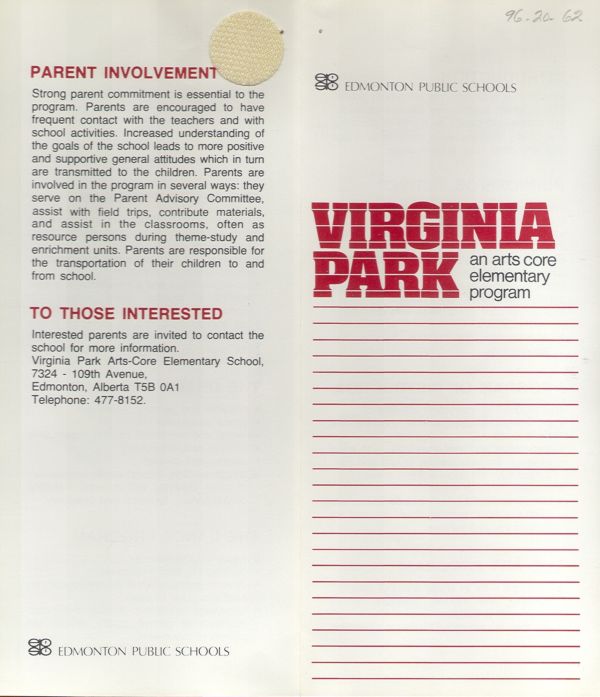 PARENT INVOLVEMENT
Strong parent commitment is essential to the
program. Parents are encouraged to have
frequent contact with the teachers and with
school activities. Increased understanding of
the goals of the school leads to more positive
and supportive general attitudes which in turn
are transmitted to the children. Parents are
involved in the program in several ways: they
serve on the Parent Advisory Committee,
assist with field trips, contribute materials,
and assist in the classrooms, often as
resource persons during theme-study and
enrichment units. Parents are responsible for
the transportation of their children to and
from school.
TO THOSE INTERESTED
Interested parents are invited to contact the
school for more information.
Virginia Park Arts-Core Elementary School,
7324 - 109th Avenue,
Edmonton, Alberta T5B 0A1
Telephone: 477-8152.
EDMONTON PUBLIC SCHOOLS
96-20-62
EDMONTON PUBLIC SCHOOLS
VIRGINIA
PARK
an arts core
elementary
program